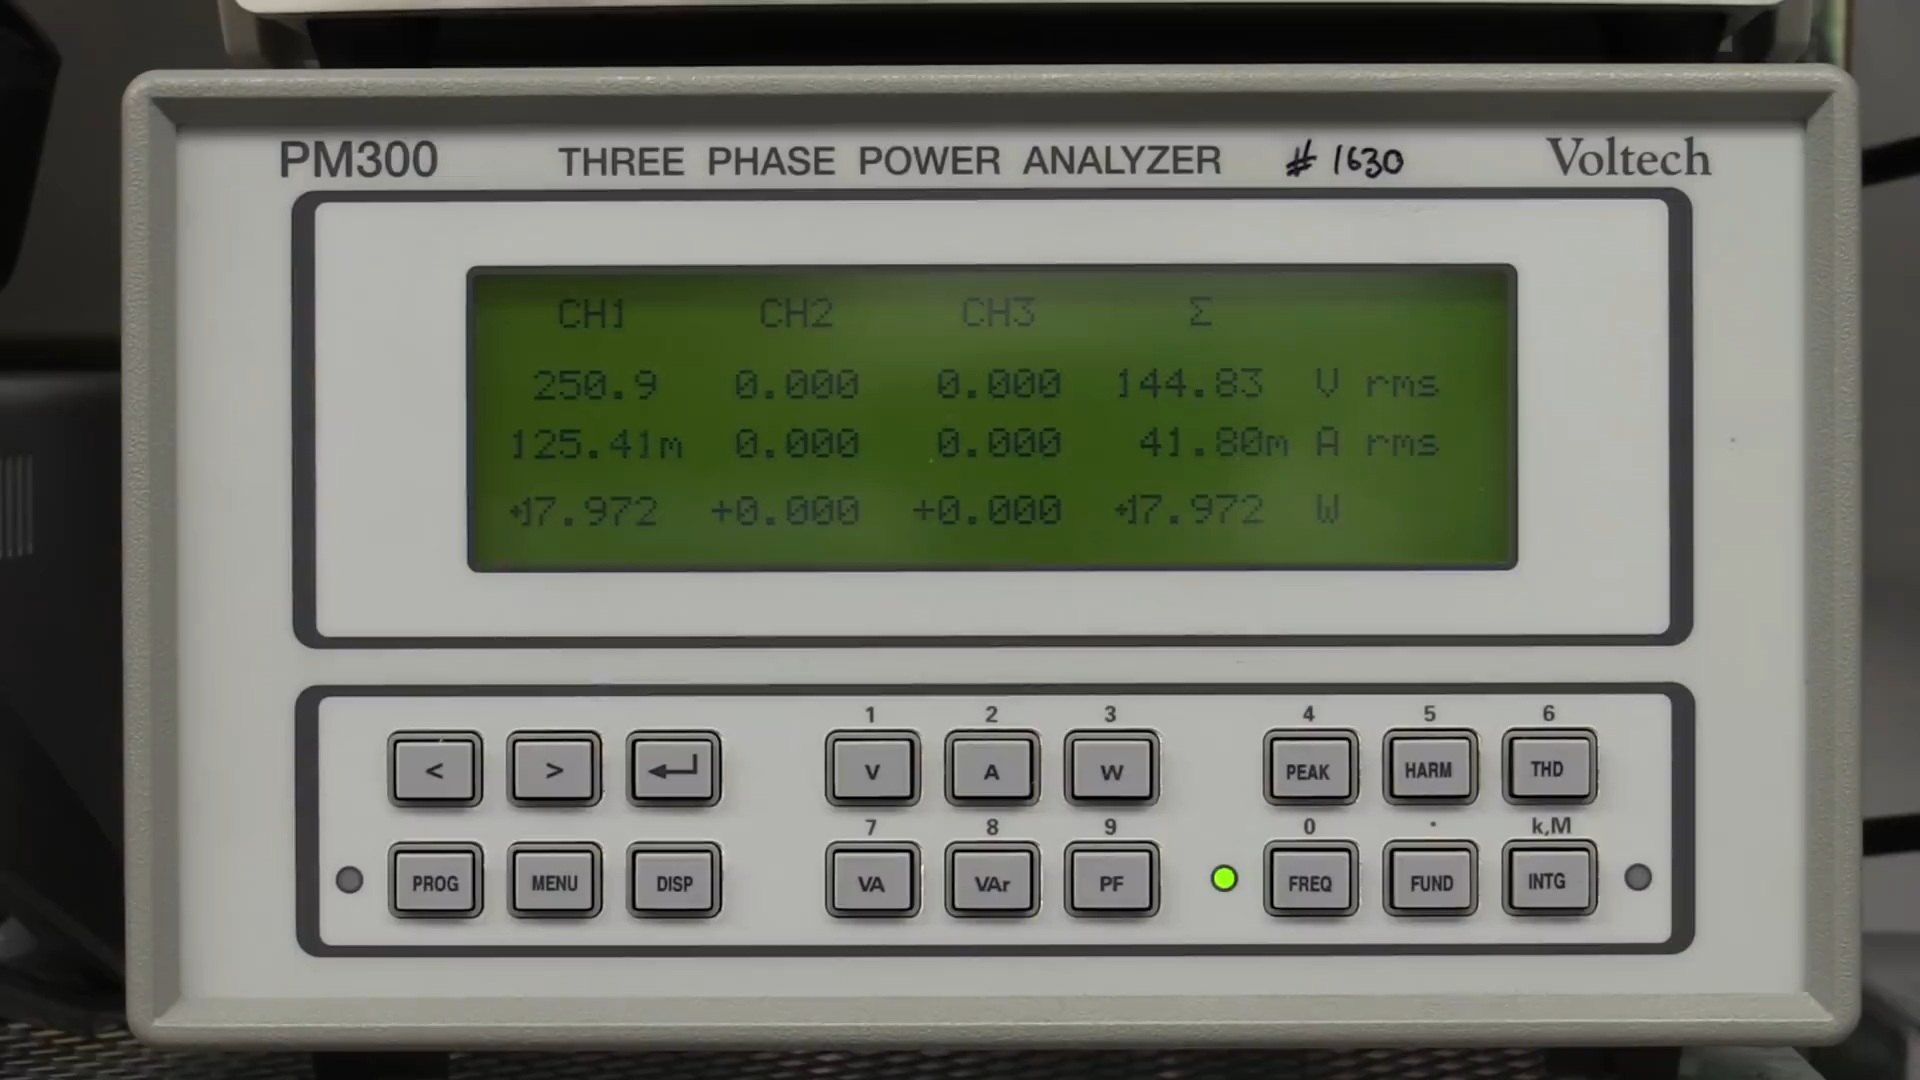 PM300 THREE PHASE POWER ANALYZER # 1630 Voltech
CH1 CH2 CH3 Σ
250.9 0.000 0.000 144.83 V rms
125.41m 0.000 0.000 41.80m A rms
+17.972 +0.000 +0.000 +17.972 W
1 2 3 4 5 6
< > V A W PEAK HARM THD
7 8 9 0 . k,M
PROG MENU DISP VA VAr PF FREQ FUND INTG